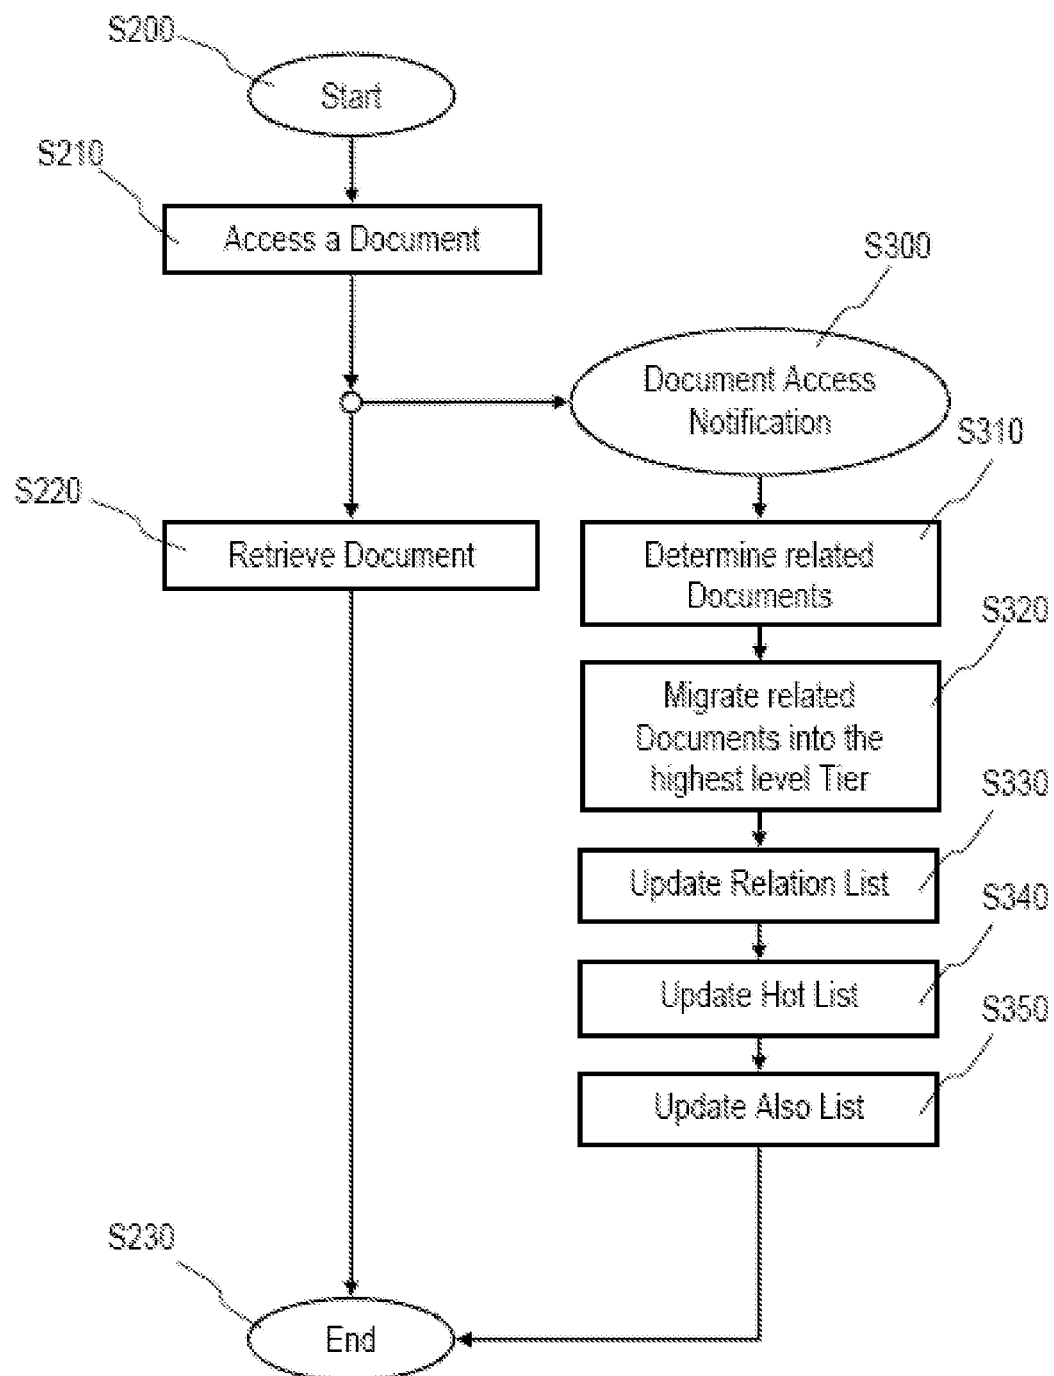 S200
Start
S210
Access a Document
S300
Document Access
Notification
S310
S220
Retrieve Document
Determine related
Documents
S320
Migrate related
Documents into the
highest level Tier
S330
Update Relation List
S340
Update Hot List
S350
Update Also List
S230
End